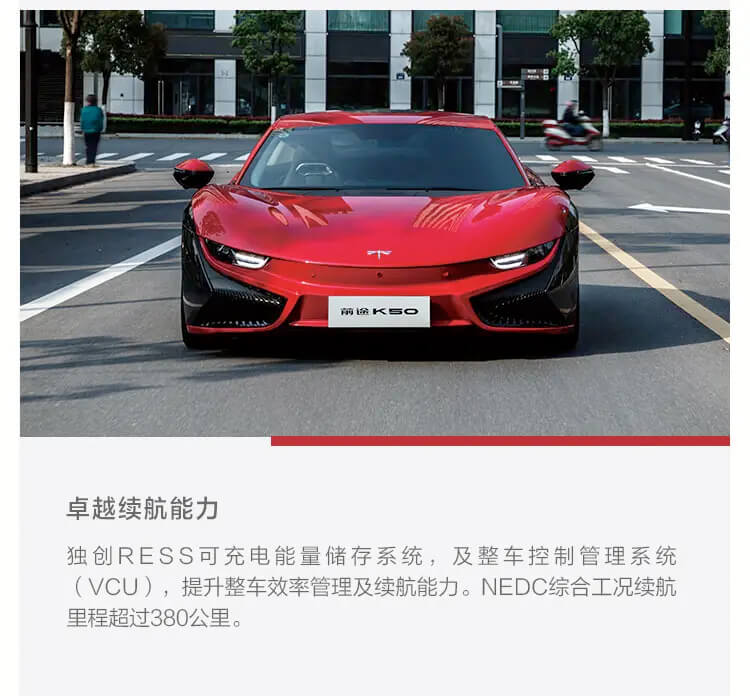 前途K50
卓越续航能力
独创RESS可充电能量储存系统，及整车控制管理系统
（VCU），提升整车效率管理及续航能力。NEDC综合工况续航
里程超过380公里。